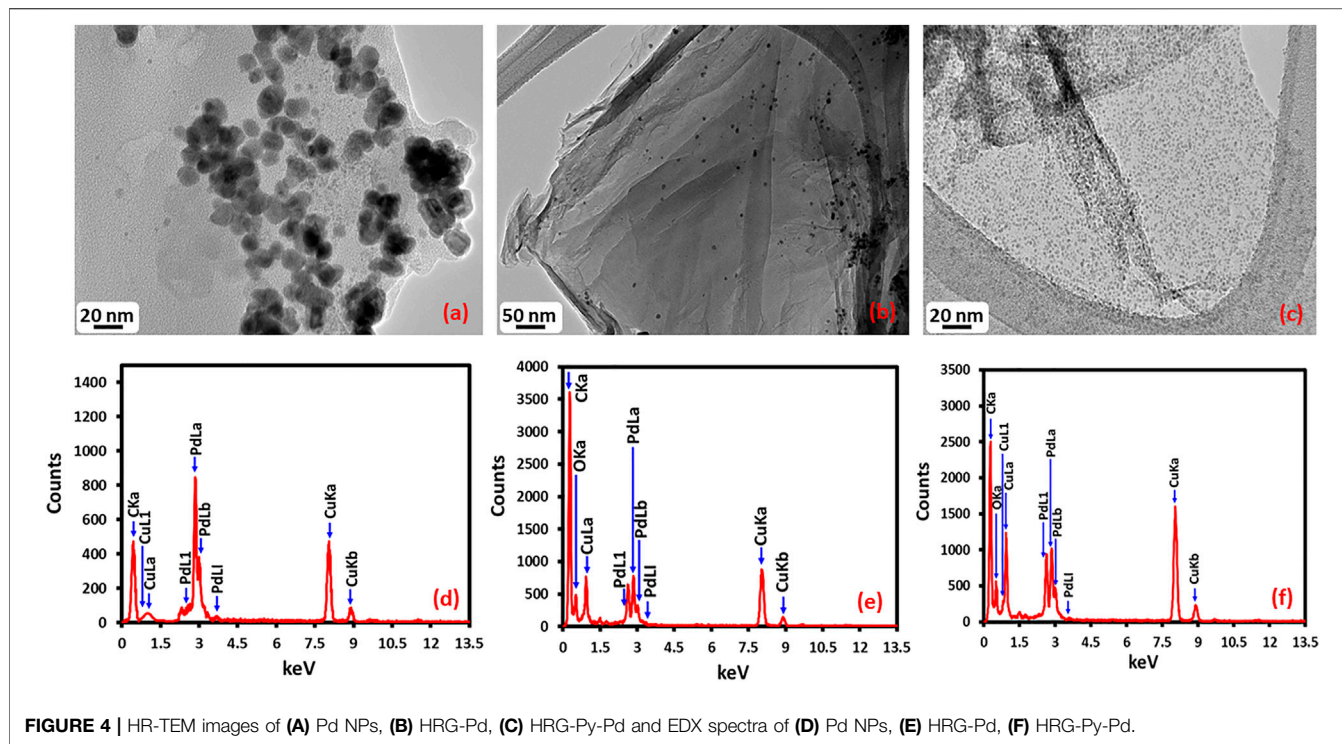 20 nm
(a)
50 nm
(b)
20 nm
(c)
1400
1200
1000
800
600
400
200
0
Counts
CKa
CuL1
CuLa
PdL1
PdLa
PdLb
PdLI
CuKa
CuKb
(d)
0 1.5 3 4.5 6 7.5 9 10.5 12 13.5
keV
4000
3500
3000
2500
2000
1500
1000
500
0
Counts
CKa
OKa
CuLa
PdL1
PdLa
PdLb
PdLI
CuKa
CuKb
(e)
0 1.5 3 4.5 6 7.5 9 10.5 12 13.5
keV
3500
3000
2500
2000
1500
1000
500
0
Counts
CKa
OKa
CuL1
CuLa
PdL1
PdLa
PdLb
PdLI
CuKa
CuKb
(f)
0 1.5 3 4.5 6 7.5 9 10.5 12 13.5
keV
FIGURE 4 | HR-TEM images of (A) Pd NPs, (B) HRG-Pd, (C) HRG-Py-Pd and EDX spectra of (D) Pd NPs, (E) HRG-Pd, (F) HRG-Py-Pd.